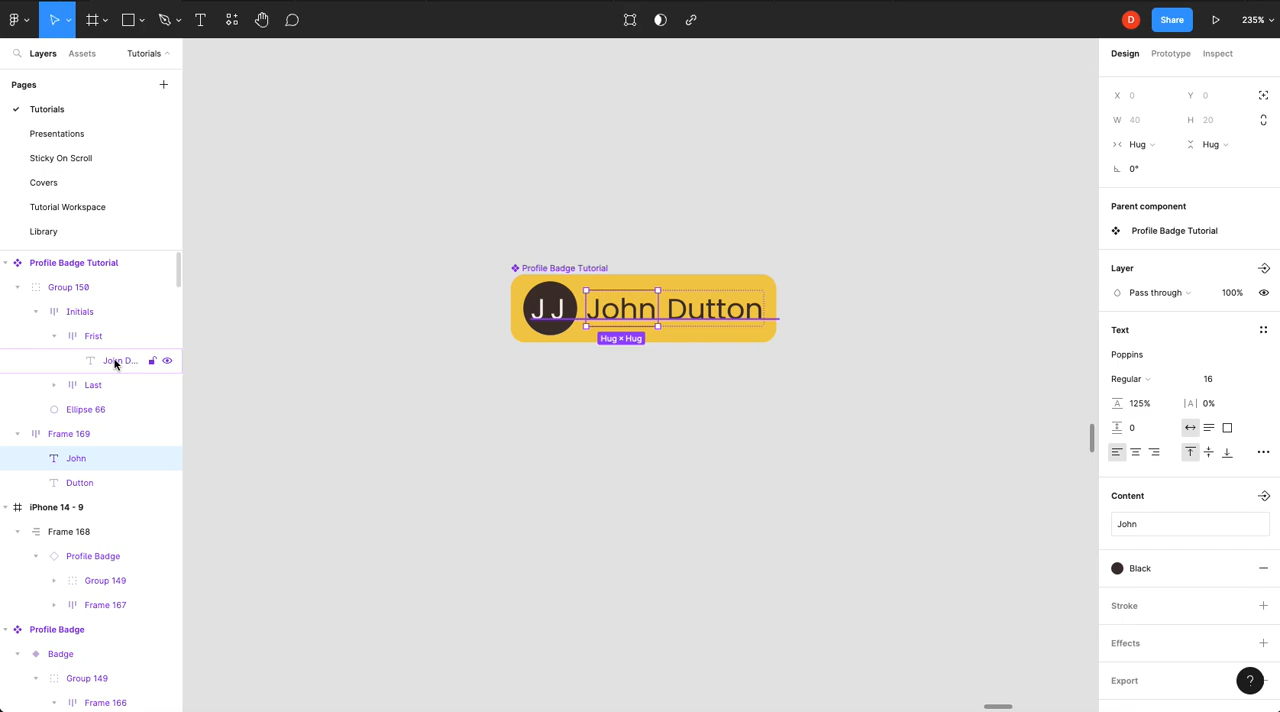 D
Share
235%
Layers
Assets
Tutorials
Pages
Tutorials
Presentations
Sticky On Scroll
Covers
Tutorial Workspace
Library
Profile Badge Tutorial
Group 150
Initials
Frist
John D...
Last
Ellipse 66
Frame 169
John
Dutton
iPhone 14 - 9
Frame 168
Profile Badge
Group 149
Frame 167
Profile Badge
Badge
Group 149
Frame 166
Profile Badge Tutorial
J J John Dutton
Hug × Hug
Design
Prototype
Inspect
X 0
Y 0
W 40
H 20
Hug
Hug
0°
Parent component
Profile Badge Tutorial
Layer
Pass through
100%
Text
Poppins
Regular
16
A 125%
|A| 0%
0
Content
John
Black
Stroke
Effects
Export
?